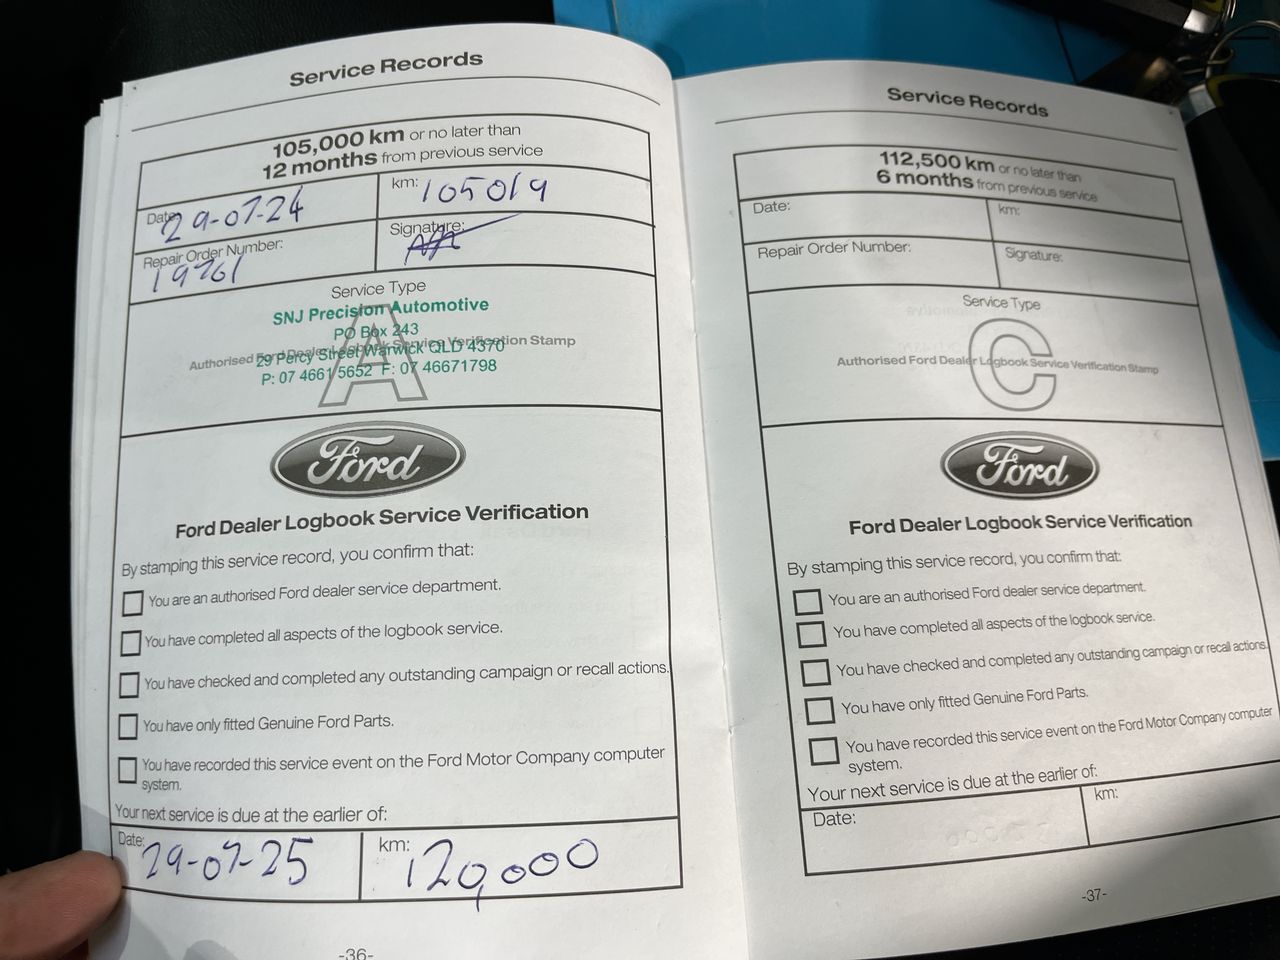 Service Records
105,000 km or no later than
12 months from previous service
Date: 29-07-24
km: 105019
Repair Order Number: 19761
Signature:
Service Type
A
SNJ Precision Automotive
PO Box 243
Authorised Ford Dealer Logbook Service Verification Stamp
29 Percy Street Warwick QLD 4370
P: 07 4661 5652 F: 07 46671798
Ford
Ford Dealer Logbook Service Verification
By stamping this service record, you confirm that:
You are an authorised Ford dealer service department.
You have completed all aspects of the logbook service.
You have checked and completed any outstanding campaign or recall actions.
You have only fitted Genuine Ford Parts.
You have recorded this service event on the Ford Motor Company computer
system.
Your next service is due at the earlier of:
Date: 29-07-25
km: 120,000
-36-
Service Records
112,500 km or no later than
6 months from previous service
Date:
km:
Repair Order Number:
Signature:
Service Type
C
Authorised Ford Dealer Logbook Service Verification Stamp
Ford
Ford Dealer Logbook Service Verification
By stamping this service record, you confirm that:
You are an authorised Ford dealer service department.
You have completed all aspects of the logbook service.
You have checked and completed any outstanding campaign or recall actions.
You have only fitted Genuine Ford Parts.
You have recorded this service event on the Ford Motor Company computer
system.
Your next service is due at the earlier of:
Date:
km:
-37-